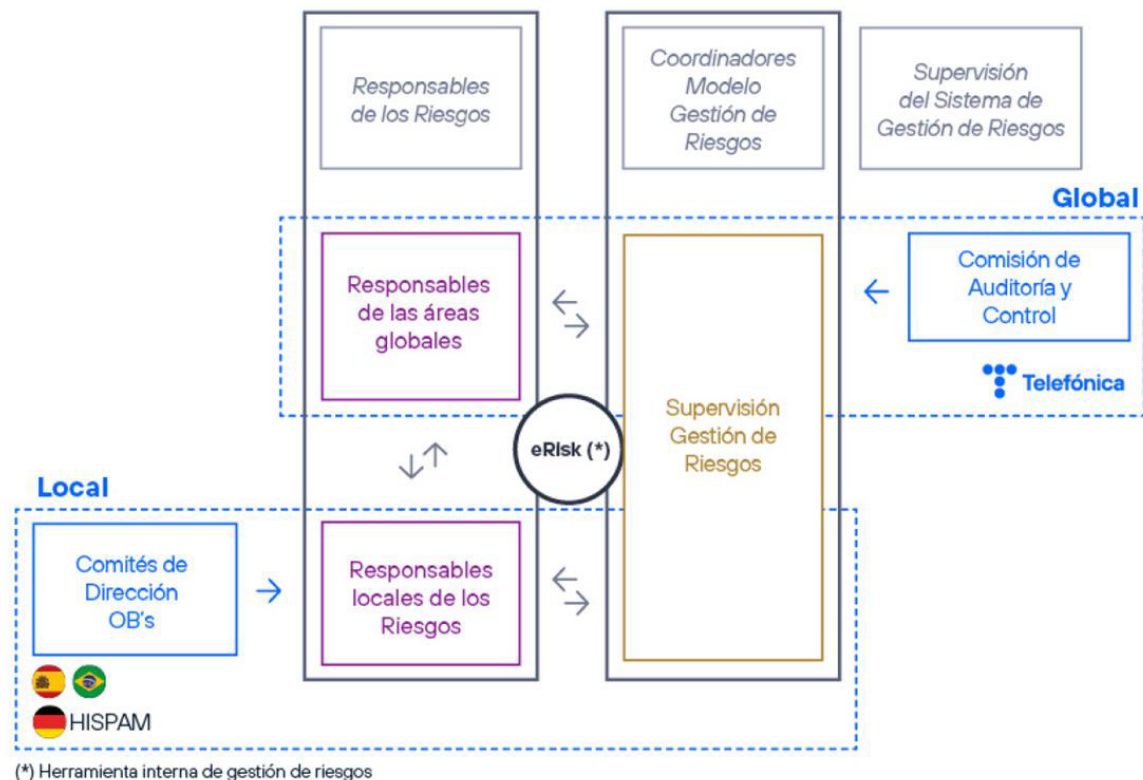 Responsables
de los Riesgos
Coordinadores
Modelo
Gestión de
Riesgos
Supervisión
del Sistema de
Gestión de Riesgos
Global
Responsables
de las áreas
globales
Comisión de
Auditoría y
Control
Telefónica
Supervisión
Gestión de
Riesgos
eRisk (*)
Local
Comités de
Dirección
OB's
Responsables
locales de los
Riesgos
HISPAM
(*) Herramienta interna de gestión de riesgos